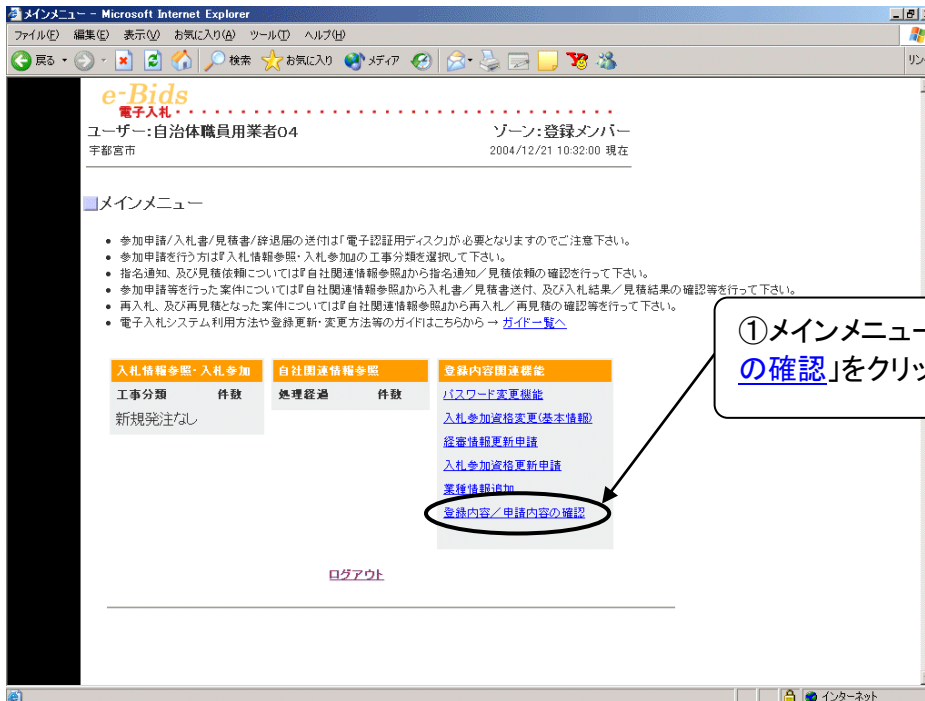 メインメニュー - Microsoft Internet Explorer
ファイル(F) 編集(E) 表示(V) お気に入り(A) ツール(T) ヘルプ(H)
戻る 検索 お気に入り メディア リン
e-Bids
電子入札
ユーザー:自治体職員用業者04 ゾーン:登録メンバー
宇都宮市 2004/12/21 10:32:00 現在
メインメニュー
• 参加申請/入札書/見積書/辞退届の送付は「電子認証用ディスク」が必要となりますのでご注意下さい。
• 参加申請を行う方は『入札情報参照・入札参加』の工事分類を選択して下さい。
• 指名通知、及び見積依頼については『自社関連情報参照』から指名通知/見積依頼の確認を行って下さい。
• 参加申請等を行った案件については『自社関連情報参照』から入札書/見積書送付、及び入札結果/見積結果の確認等を行って下さい。
• 再入札、及び再見積となった案件については『自社関連情報参照』から再入札/再見積の確認等を行って下さい。
• 電子入札システム利用方法や登録更新・変更方法等のガイドはこちらから → ガイド一覧へ
①メインメニュー
の確認」をクリッ
入札情報参照・入札参加 自社関連情報参照 登録内容関連機能
工事分類 件数 処理経過 件数 パスワード変更機能
新規発注なし 入札参加資格変更(基本情報)
経審情報更新申請
入札参加資格更新申請
業種情報追加
登録内容/申請内容の確認
ログアウト
インターネット